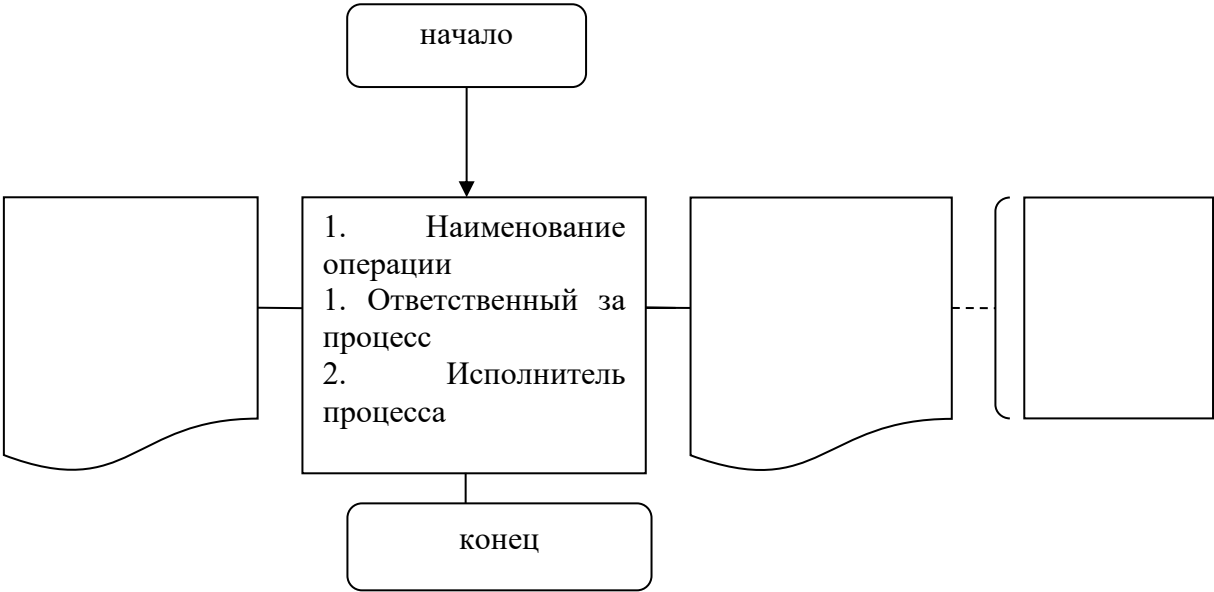 начало
1. Наименование
операции
1. Ответственный за
процесс
2. Исполнитель
процесса
конец